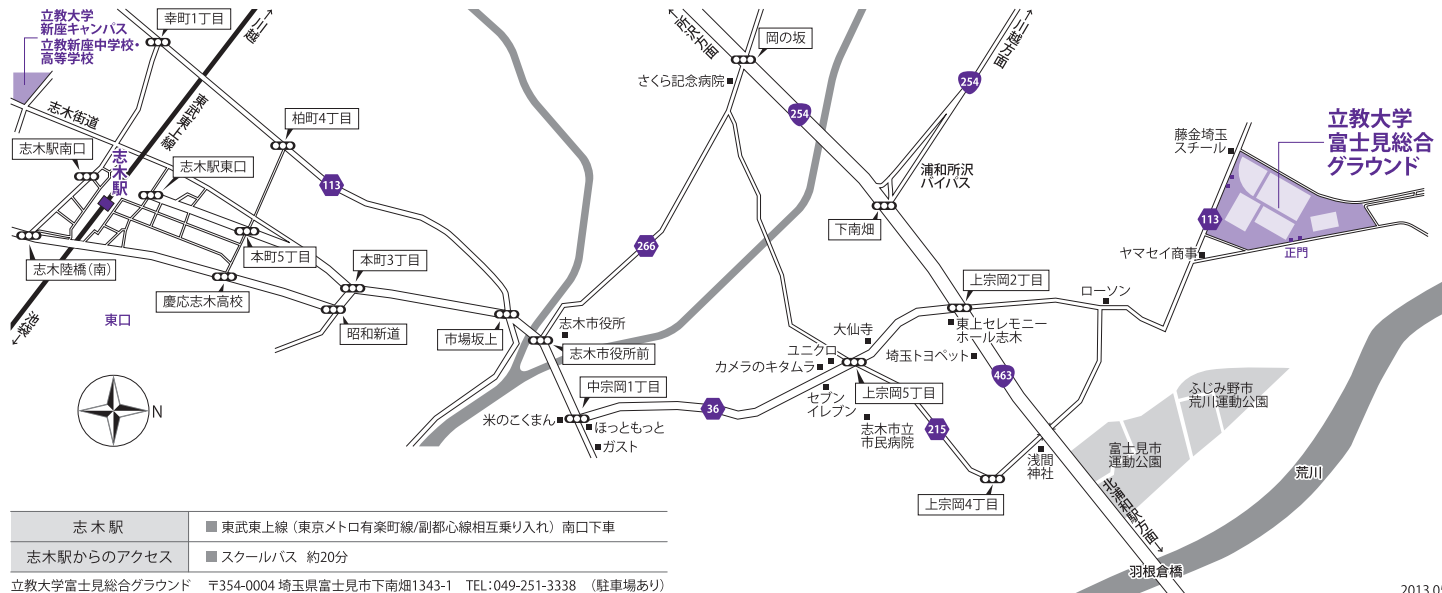 立教大学
新座キャンパス
立教新座中学校・
高等学校
幸町1丁目
→川越
志木街道
東武東上線
志木駅南口
志木駅
志木駅東口
柏町4丁目
113
志木陸橋(南)
本町5丁目
慶応志木高校
本町3丁目
昭和新道
東口
池袋
←
N
市場坂上
志木市役所
志木市役所前
中宗岡1丁目
米のこくまん
ほっともっと
ガスト
36
266
←所沢方面
岡の坂
さくら記念病院
254
→川越方面
254
浦和所沢
バイパス
下南畑
上宗岡2丁目
東上セレモニー
ホール志木
大仙寺
ユニクロ
カメラのキタムラ
埼玉トヨペット
セブン
イレブン
上宗岡5丁目
463
志木市立
市民病院
215
上宗岡4丁目
浅間
神社
ローソン
藤金埼玉
スチール
立教大学
富士見総合
グラウンド
113
ヤマセイ商事
正門
ふじみ野市
荒川運動公園
富士見市
運動公園
北浦和駅方面→
荒川
羽根倉橋
志木駅
■ 東武東上線 (東京メトロ有楽町線/副都心線相互乗り入れ) 南口下車
志木駅からのアクセス
■ スクールバス 約20分
立教大学富士見総合グラウンド 〒354-0004 埼玉県富士見市下南畑1343-1 TEL:049-251-3338 (駐車場あり)